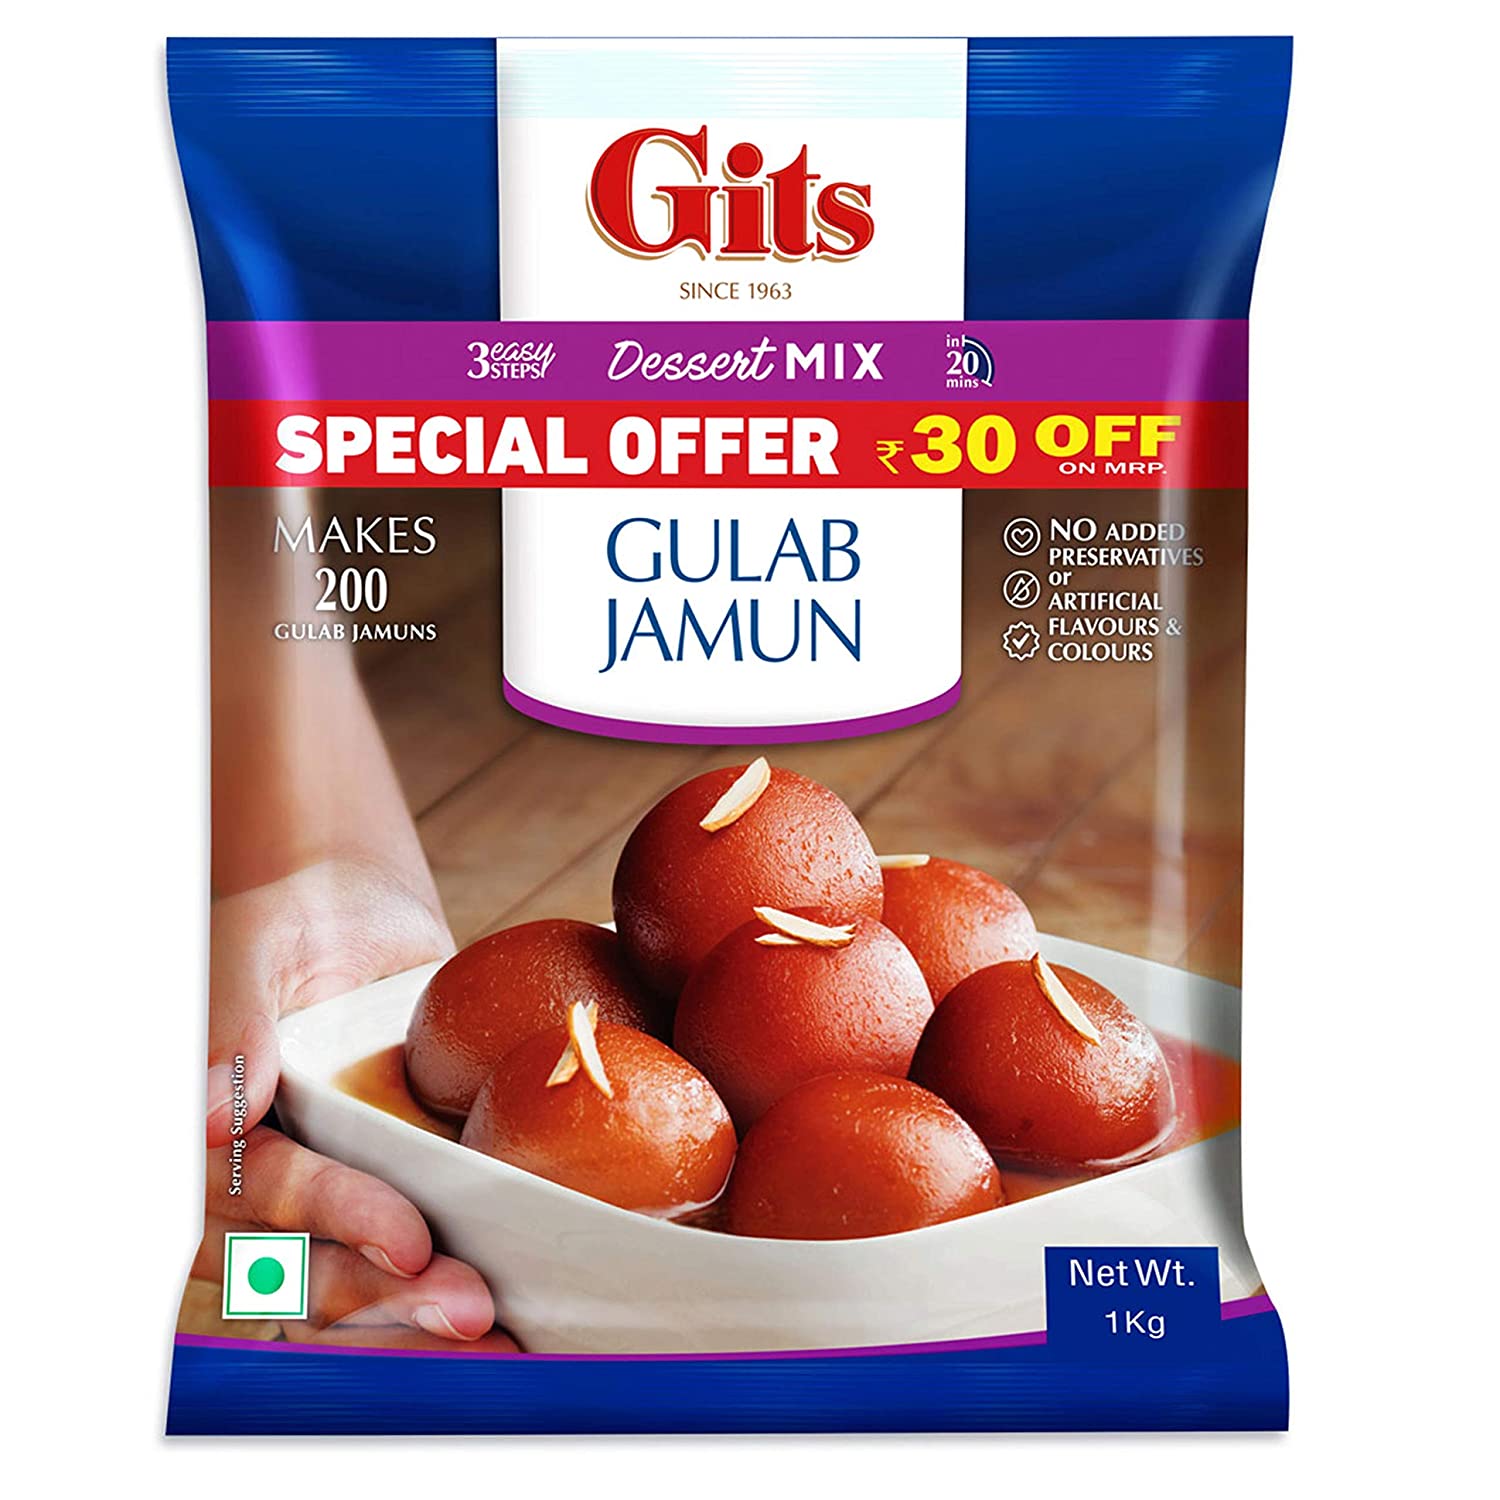 Gits
SINCE 1963
3 easy STEPS!
Dessert MIX
in 20 mins
SPECIAL OFFER ₹30 OFF
ON MRP.
MAKES
200
GULAB JAMUNS
GULAB
JAMUN
NO ADDED
PRESERVATIVES
or
ARTIFICIAL
FLAVOURS &
COLOURS
Serving Suggestion
Net Wt.
1Kg